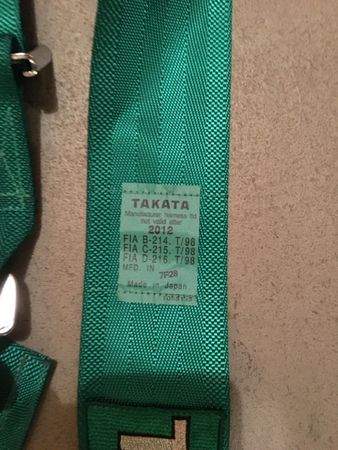 TAKATA
Manufacturer harness ltd
not valid after
2012
FIA B-214. T/98
FIA C-215. T/98
FIA D-216. T/98
MFD. IN 7F28
Made in Japan